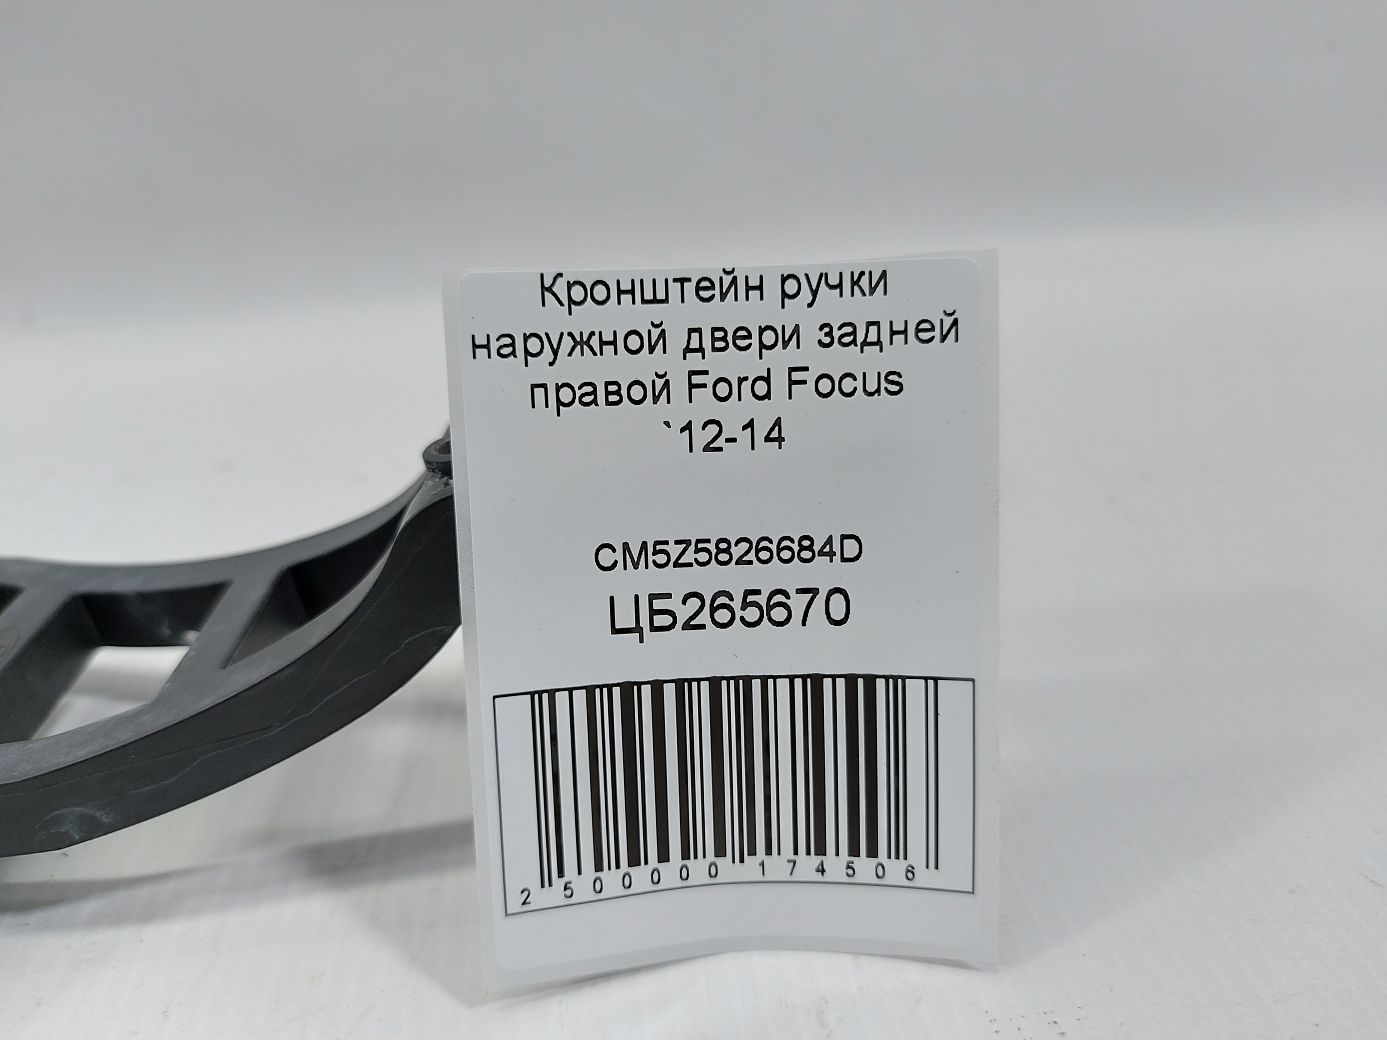 Кронштейн ручки
наружной двери задней
правой Ford Focus
`12-14
CM5Z5826684D
ЦБ265670
2 500000 174506